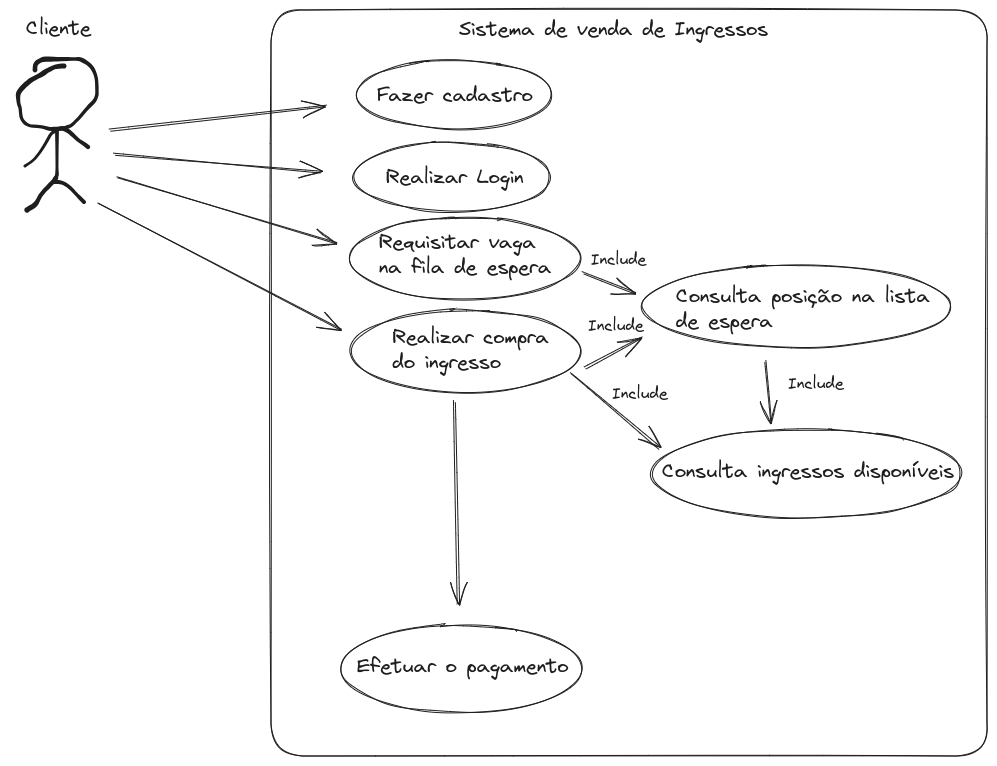 Cliente
Sistema de venda de Ingressos
Fazer cadastro
Realizar Login
Requisitar vaga
na fila de espera
Include
Consulta posição na lista
de espera
Include
Realizar compra
do ingresso
Include
Include
Consulta ingressos disponíveis
Efetuar o pagamento